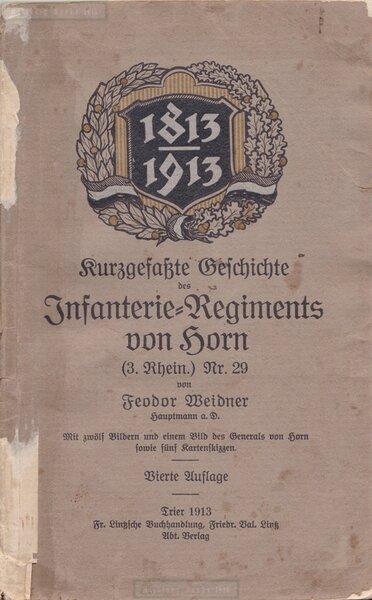 1813
1913
Kurzgefaßte Geschichte
des
Infanterie-Regiments
von Horn
(3. Rhein.) Nr. 29
von
Feodor Weidner
Hauptmann a. D.
Mit zwölf Bildern und einem Bild des Generals von Horn
sowie fünf Kartenskizzen.
Vierte Auflage
Trier 1913
Fr. Lintzsche Buchhandlung, Friedr. Val. Lintz
Abt. Verlag